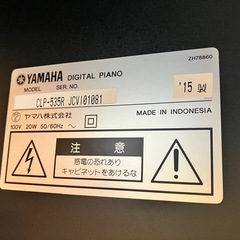 ZH78860
YAMAHA DIGITAL PIANO
MODEL SER. NO.
CLP-535R JCVI01081
'15 製
ヤマハ株式会社
100V 20W 50/60Hz
MADE IN INDONESIA
注意
感電の恐れあり
キャビネットをあけるな